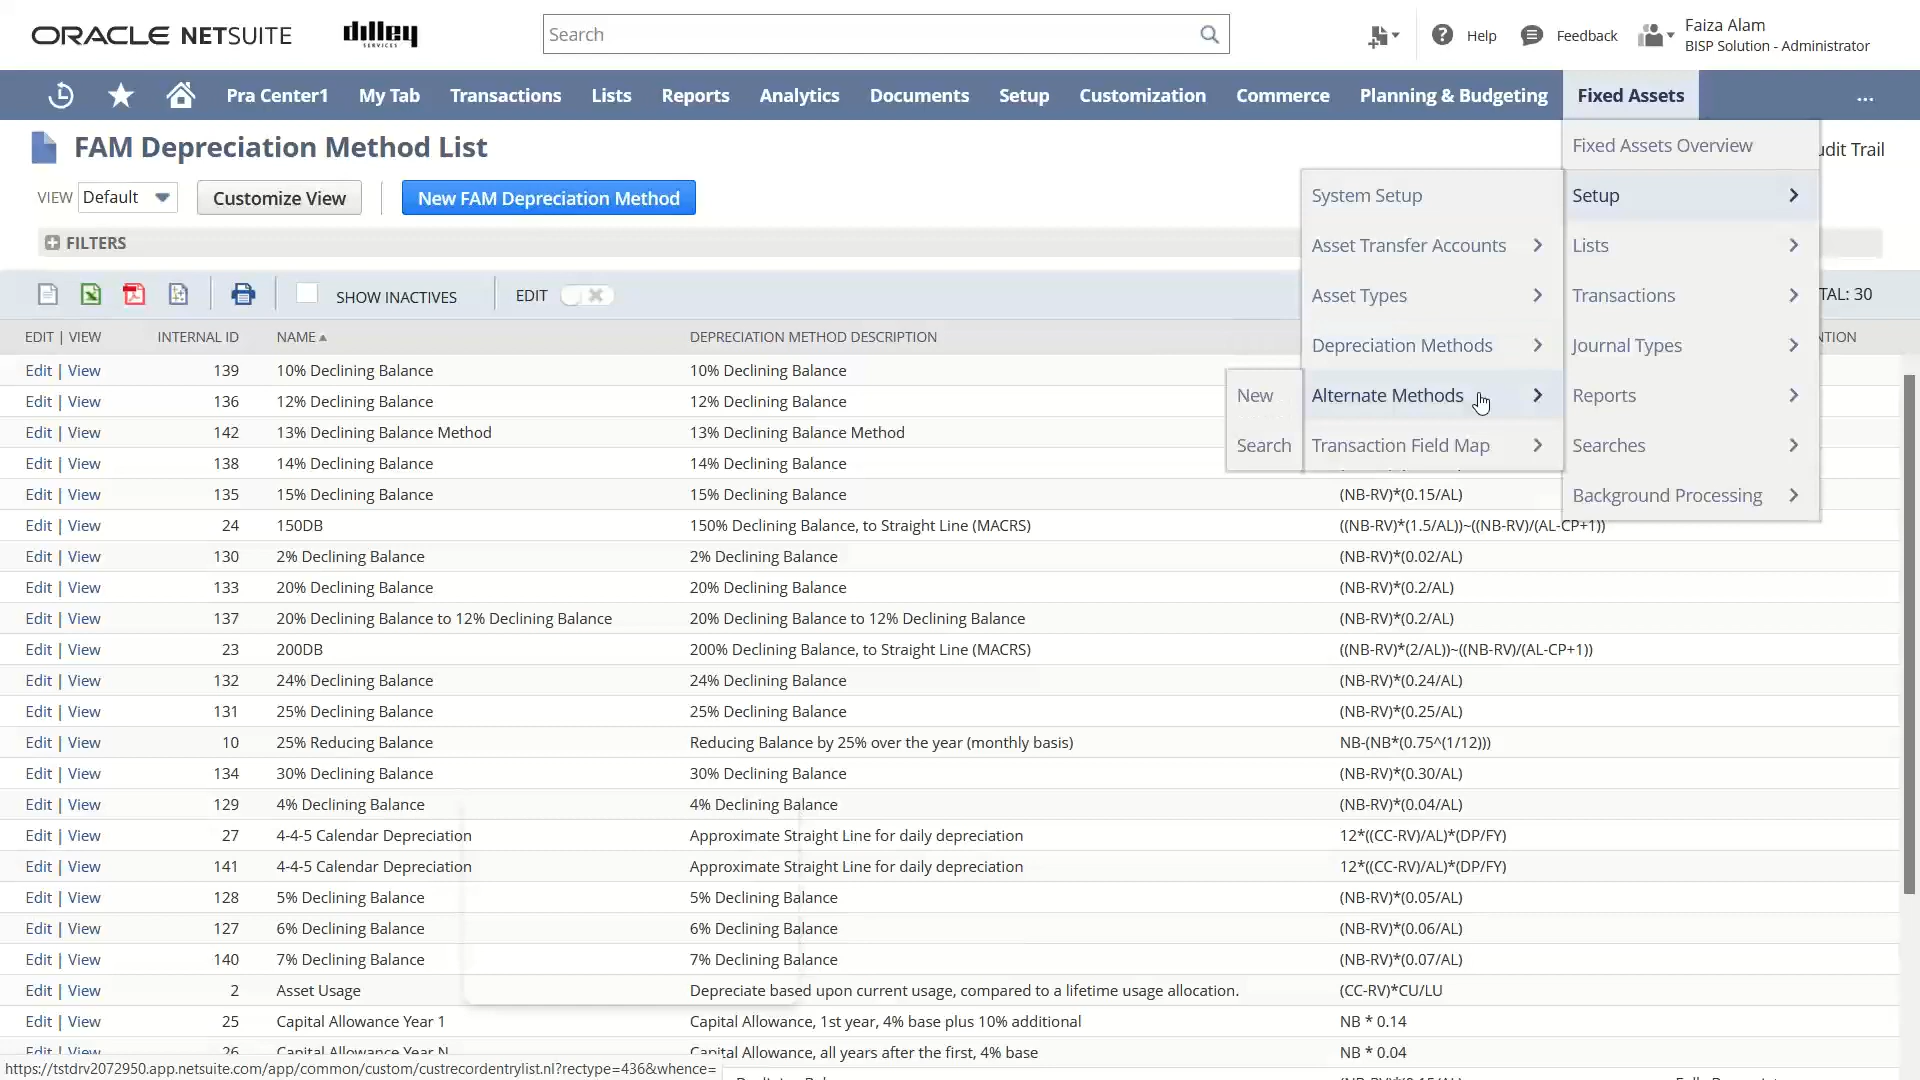 ORACLE NETSUITE
dilley
SERVICES
Search
Help
Feedback
Faiza Alam
BISP Solution - Administrator
Pra Center1 My Tab Transactions Lists Reports Analytics Documents Setup Customization Commerce Planning & Budgeting Fixed Assets ...
FAM Depreciation Method List
Fixed Assets Overview
udit Trail
VIEW Default Customize View New FAM Depreciation Method
FILTERS
System Setup
Asset Transfer Accounts
Asset Types
Depreciation Methods
Alternate Methods
Transaction Field Map
New
Search
Setup
Lists
Transactions
Journal Types
Reports
Searches
Background Processing
SHOW INACTIVES EDIT TAL: 30
EDIT | VIEW INTERNAL ID NAME DEPRECIATION METHOD DESCRIPTION NTION
Edit | View 139 10% Declining Balance 10% Declining Balance
Edit | View 136 12% Declining Balance 12% Declining Balance
Edit | View 142 13% Declining Balance Method 13% Declining Balance Method
Edit | View 138 14% Declining Balance 14% Declining Balance
Edit | View 135 15% Declining Balance 15% Declining Balance (NB-RV)*(0.15/AL)
Edit | View 24 150DB 150% Declining Balance, to Straight Line (MACRS) ((NB-RV)*(1.5/AL))~((NB-RV)/(AL-CP+1))
Edit | View 130 2% Declining Balance 2% Declining Balance (NB-RV)*(0.02/AL)
Edit | View 133 20% Declining Balance 20% Declining Balance (NB-RV)*(0.2/AL)
Edit | View 137 20% Declining Balance to 12% Declining Balance 20% Declining Balance to 12% Declining Balance (NB-RV)*(0.2/AL)
Edit | View 23 200DB 200% Declining Balance, to Straight Line (MACRS) ((NB-RV)*(2/AL))~((NB-RV)/(AL-CP+1))
Edit | View 132 24% Declining Balance 24% Declining Balance (NB-RV)*(0.24/AL)
Edit | View 131 25% Declining Balance 25% Declining Balance (NB-RV)*(0.25/AL)
Edit | View 10 25% Reducing Balance Reducing Balance by 25% over the year (monthly basis) NB-(NB*(0.75^(1/12)))
Edit | View 134 30% Declining Balance 30% Declining Balance (NB-RV)*(0.30/AL)
Edit | View 129 4% Declining Balance 4% Declining Balance (NB-RV)*(0.04/AL)
Edit | View 27 4-4-5 Calendar Depreciation Approximate Straight Line for daily depreciation 12*((CC-RV)/AL)*(DP/FY)
Edit | View 141 4-4-5 Calendar Depreciation Approximate Straight Line for daily depreciation 12*((CC-RV)/AL)*(DP/FY)
Edit | View 128 5% Declining Balance 5% Declining Balance (NB-RV)*(0.05/AL)
Edit | View 127 6% Declining Balance 6% Declining Balance (NB-RV)*(0.06/AL)
Edit | View 140 7% Declining Balance 7% Declining Balance (NB-RV)*(0.07/AL)
Edit | View 2 Asset Usage Depreciate based upon current usage, compared to a lifetime usage allocation. (CC-RV)*CU/LU
Edit | View 25 Capital Allowance Year 1 Capital Allowance, 1st year, 4% base plus 10% additional NB * 0.14
Edit | View 26 Capital Allowance Year N Capital Allowance, all years after the first, 4% base NB * 0.04
https://tstdrv2072950.app.netsuite.com/app/common/custom/custrecordentrylist.nl?rectype=436&whence=